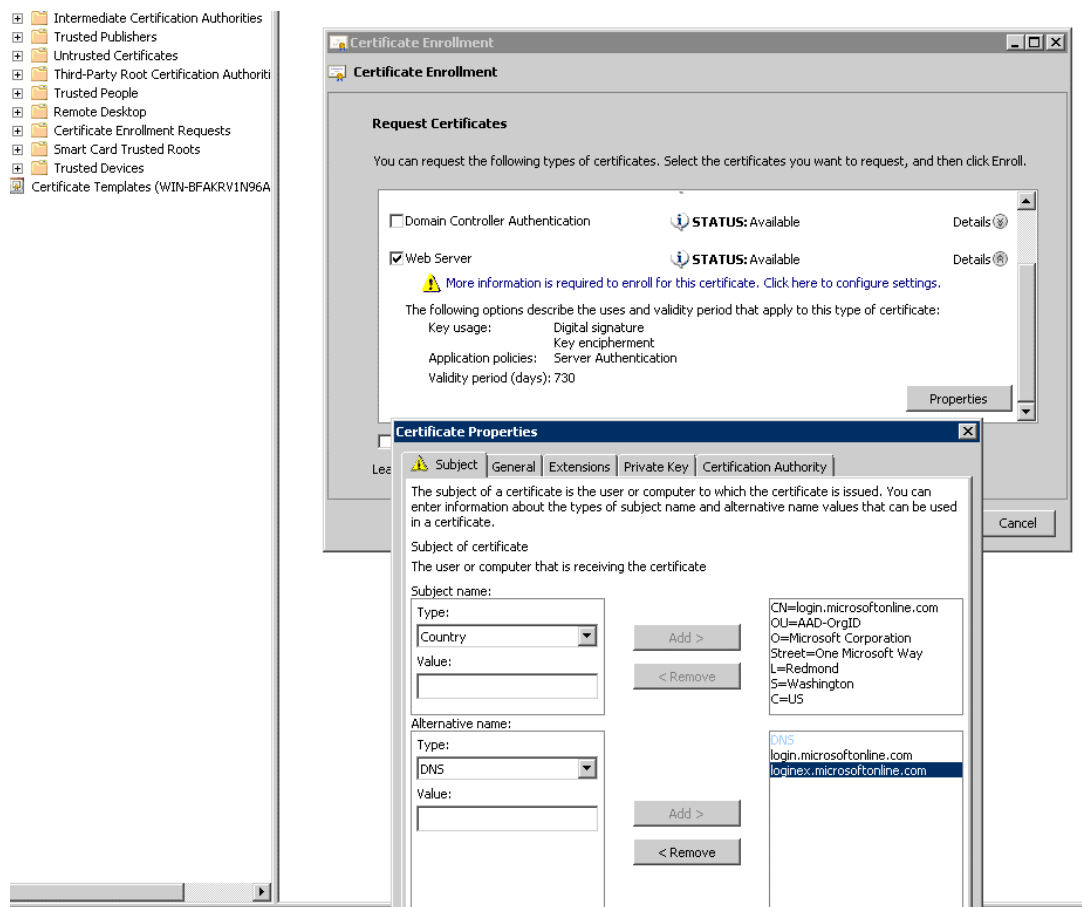 Intermediate Certification Authorities
Trusted Publishers
Untrusted Certificates
Third-Party Root Certification Authoriti
Trusted People
Remote Desktop
Certificate Enrollment Requests
Smart Card Trusted Roots
Trusted Devices
Certificate Templates (WIN-BFAKRV1N96A
Certificate Enrollment
Certificate Enrollment
Request Certificates
You can request the following types of certificates. Select the certificates you want to request, and then click Enroll.
Domain Controller Authentication STATUS: Available Details
Web Server STATUS: Available Details
More information is required to enroll for this certificate. Click here to configure settings.
The following options describe the uses and validity period that apply to this type of certificate:
Key usage: Digital signature
Key encipherment
Application policies: Server Authentication
Validity period (days): 730
Properties
Lea
Cancel
Certificate Properties
Subject General Extensions Private Key Certification Authority
The subject of a certificate is the user or computer to which the certificate is issued. You can
enter information about the types of subject name and alternative name values that can be used
in a certificate.
Subject of certificate
The user or computer that is receiving the certificate
Subject name:
Type:
Country
Value:
Add >
< Remove
CN=login.microsoftonline.com
OU=AAD-OrgID
O=Microsoft Corporation
Street=One Microsoft Way
L=Redmond
S=Washington
C=US
Alternative name:
Type:
DNS
Value:
Add >
< Remove
DNS
login.microsoftonline.com
loginex.microsoftonline.com